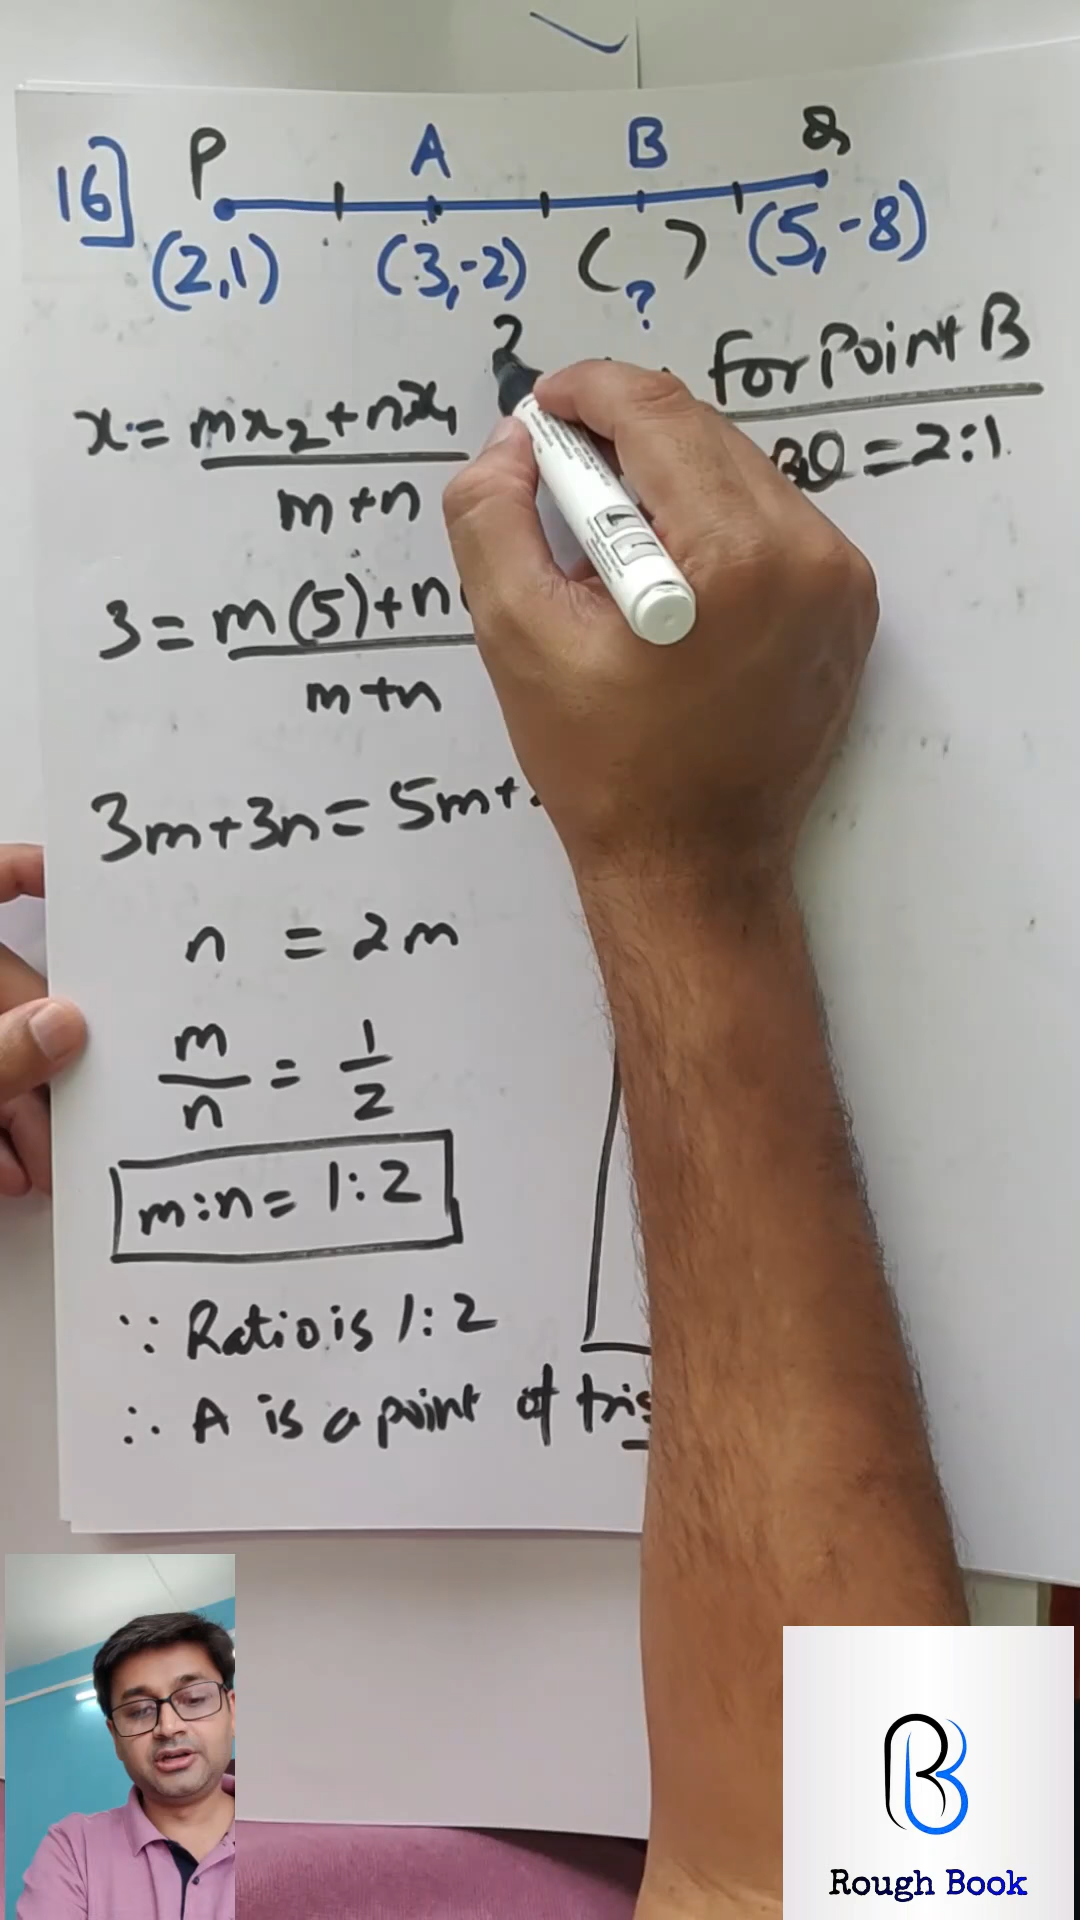 16] P A B Q
(2,1) (3,-2) ( ? ) (5,-8)
For Point B
x = mx₂+nx₁
m+n
= 2:1.
3 = m(5)+n
m+n
3m+3n = 5m+
n = 2m
m/n = 1/2
m:n = 1:2
∵ Ratio is 1:2
∴ A is a point of
B
Rough Book